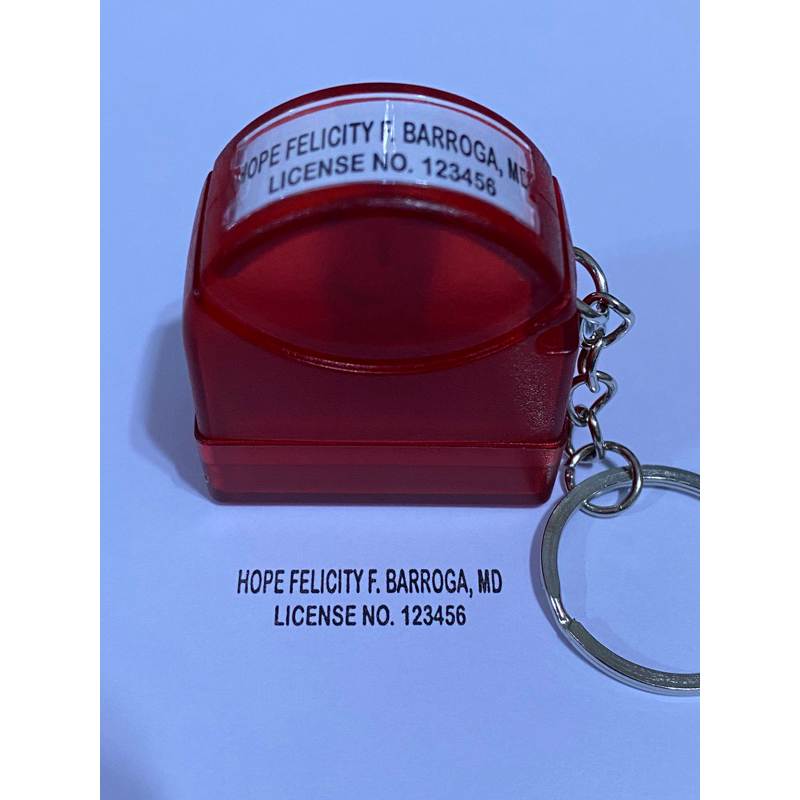 HOPE FELICITY F. BARROGA, MD
LICENSE NO. 123456
HOPE FELICITY F. BARROGA, MD
LICENSE NO. 123456